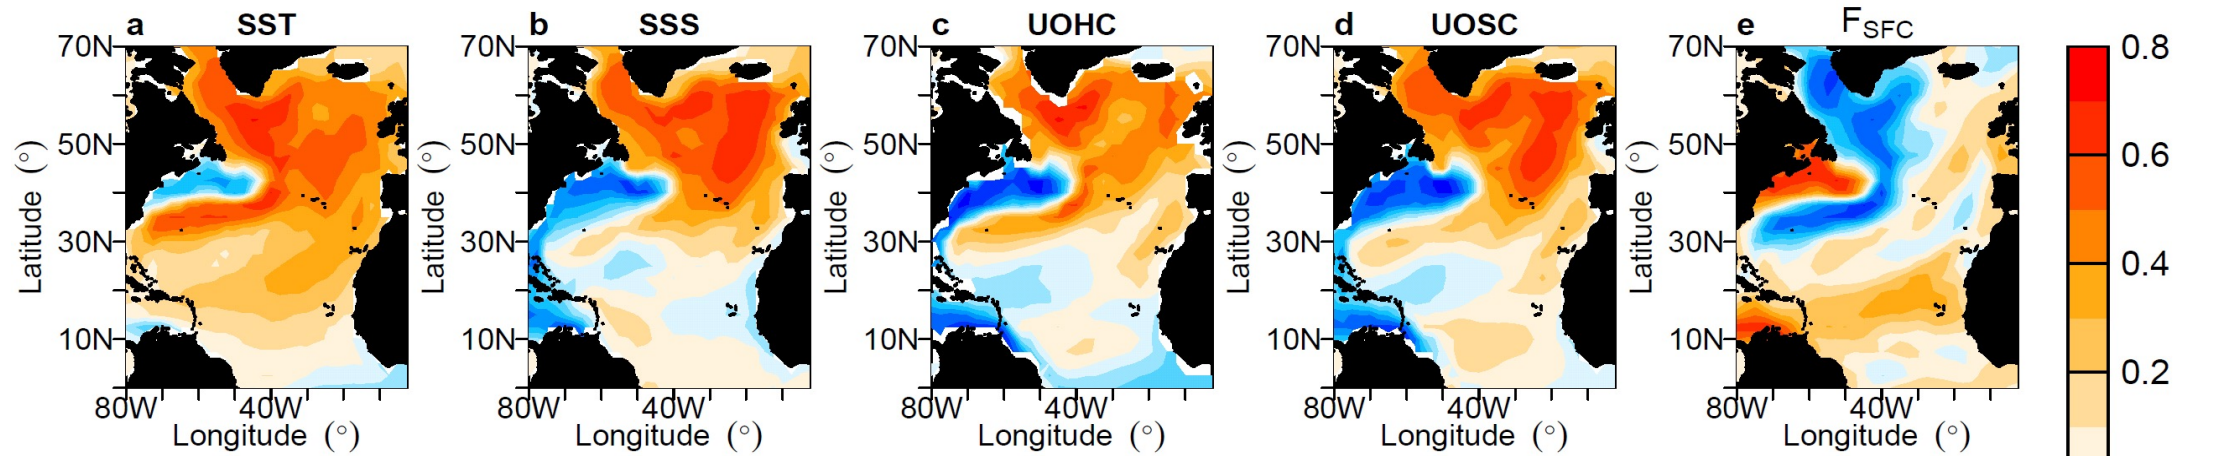 a SST
b SSS
c UOHC
d UOSC
e F_SFC
70N 50N 30N 10N
Latitude (°)
80W 40W
Longitude (°)
70N 50N 30N 10N
Latitude (°)
80W 40W
Longitude (°)
70N 50N 30N 10N
Latitude (°)
80W 40W
Longitude (°)
70N 50N 30N 10N
Latitude (°)
80W 40W
Longitude (°)
70N 50N 30N 10N
Latitude (°)
80W 40W
Longitude (°)
0.8
0.6
0.4
0.2